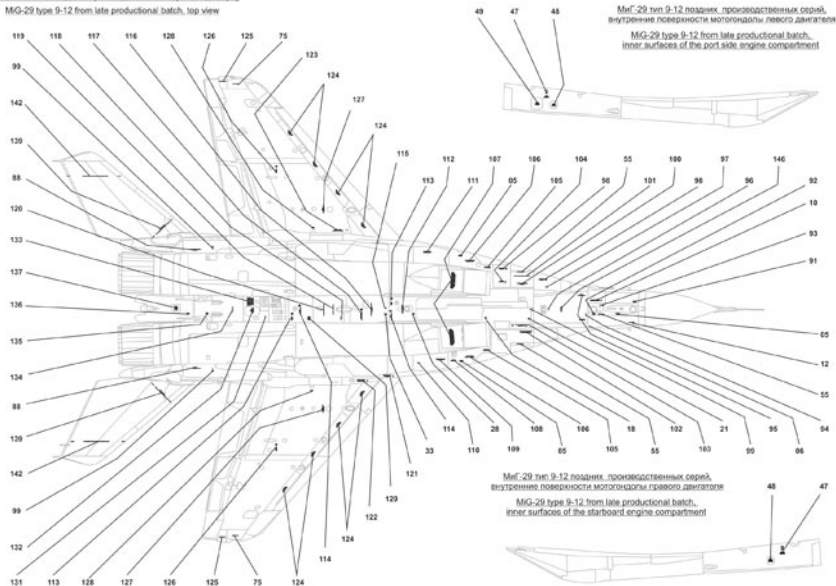 MiG-29 type 9-12 from late productional batch, top view
МиГ-29 тип 9-12 поздних производственных серий,
внутренние поверхности мотогондолы левого двигателя
MiG-29 type 9-12 from late productional batch,
inner surfaces of the port side engine compartment
49 47 48
119 118 117 116 128 126 125 75 123
99 124
142 127
139 124
115 113 112 107 05 106 105 104 98 55 101 100 98 97 96 146 92 10 93 91
88
120
111
133
137
136
135
134
88
139
142
99
132
131 113 128 127 126 125 75 124 114 124 122 129 121
33 114 110 109 28 108 05 106 105 55 18 102 103 21 99 95 06 94 55 12 05
МиГ-29 тип 9-12 поздних производственных серий,
внутренние поверхности мотогондолы правого двигателя
MiG-29 type 9-12 from late productional batch,
inner surfaces of the starboard engine compartment
48 47